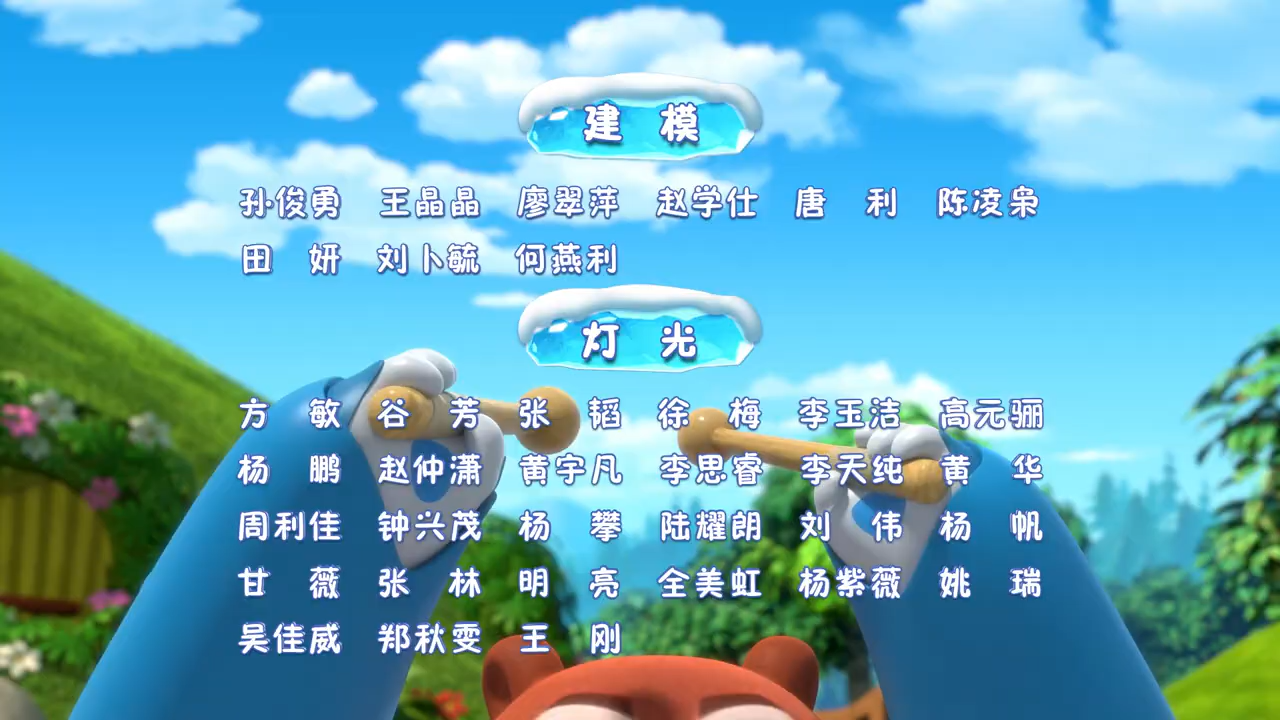 建 模
孙俊勇 王晶晶 廖翠萍 赵学仕 唐 利 陈凌枭
田 妍 刘卜毓 何燕利
灯 光
方 敏 谷 芳 张 韬 徐 梅 李玉洁 高元骊
杨 鹏 赵仲潇 黄宇凡 李思睿 李天纯 黄 华
周利佳 钟兴茂 杨 攀 陆耀朗 刘 伟 杨 帆
甘 薇 张 林 明 亮 全美虹 杨紫薇 姚 瑞
吴佳威 郑秋雯 王 刚